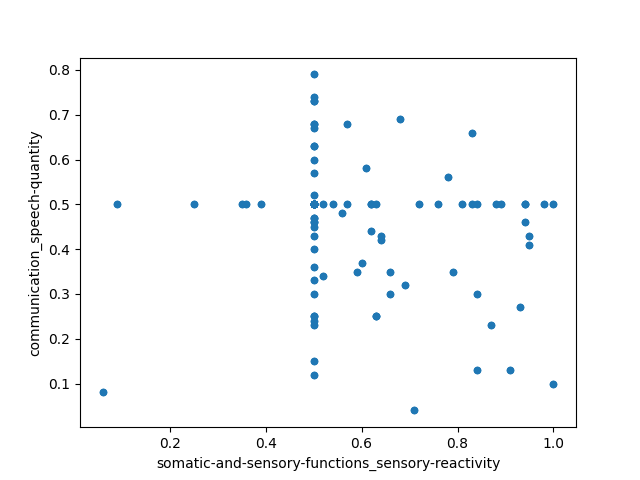 0.8
0.7
0.6
0.5
0.4
0.3
0.2
0.1
communication_speech-quantity
0.2 0.4 0.6 0.8 1.0
somatic-and-sensory-functions_sensory-reactivity